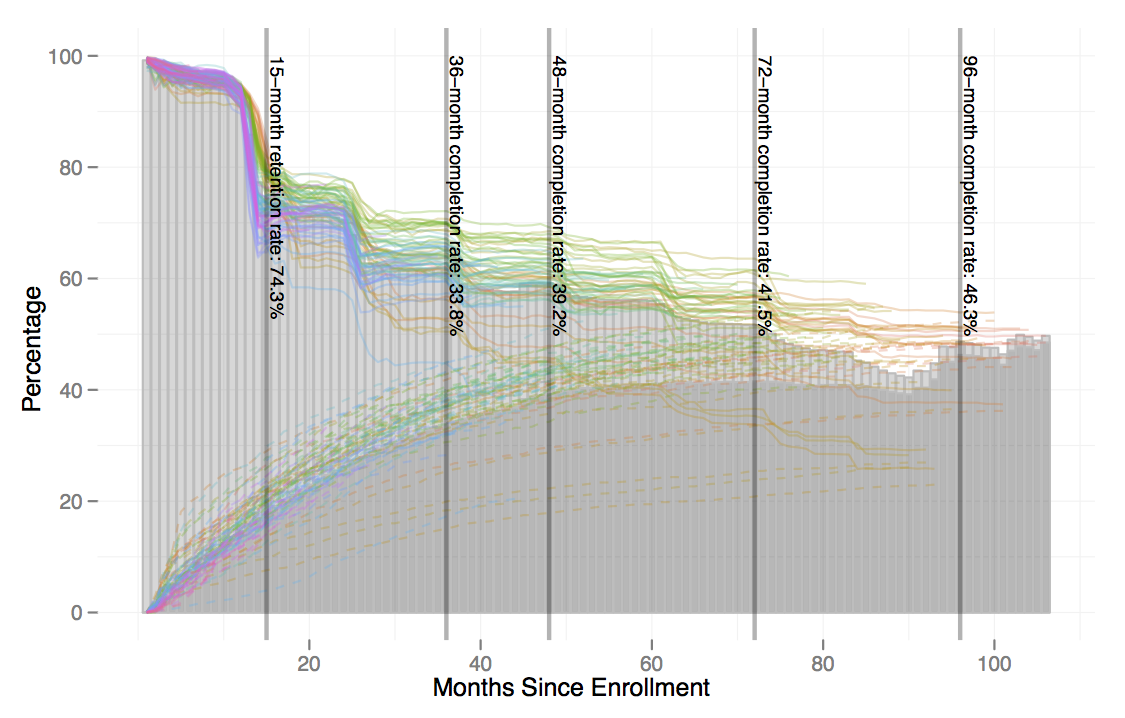 100
80
60
40
20
0
Percentage
15−month retention rate: 74.3%
36−month completion rate: 33.8%
48−month completion rate: 39.2%
72−month completion rate: 41.5%
96−month completion rate: 46.3%
20 40 60 80 100
Months Since Enrollment